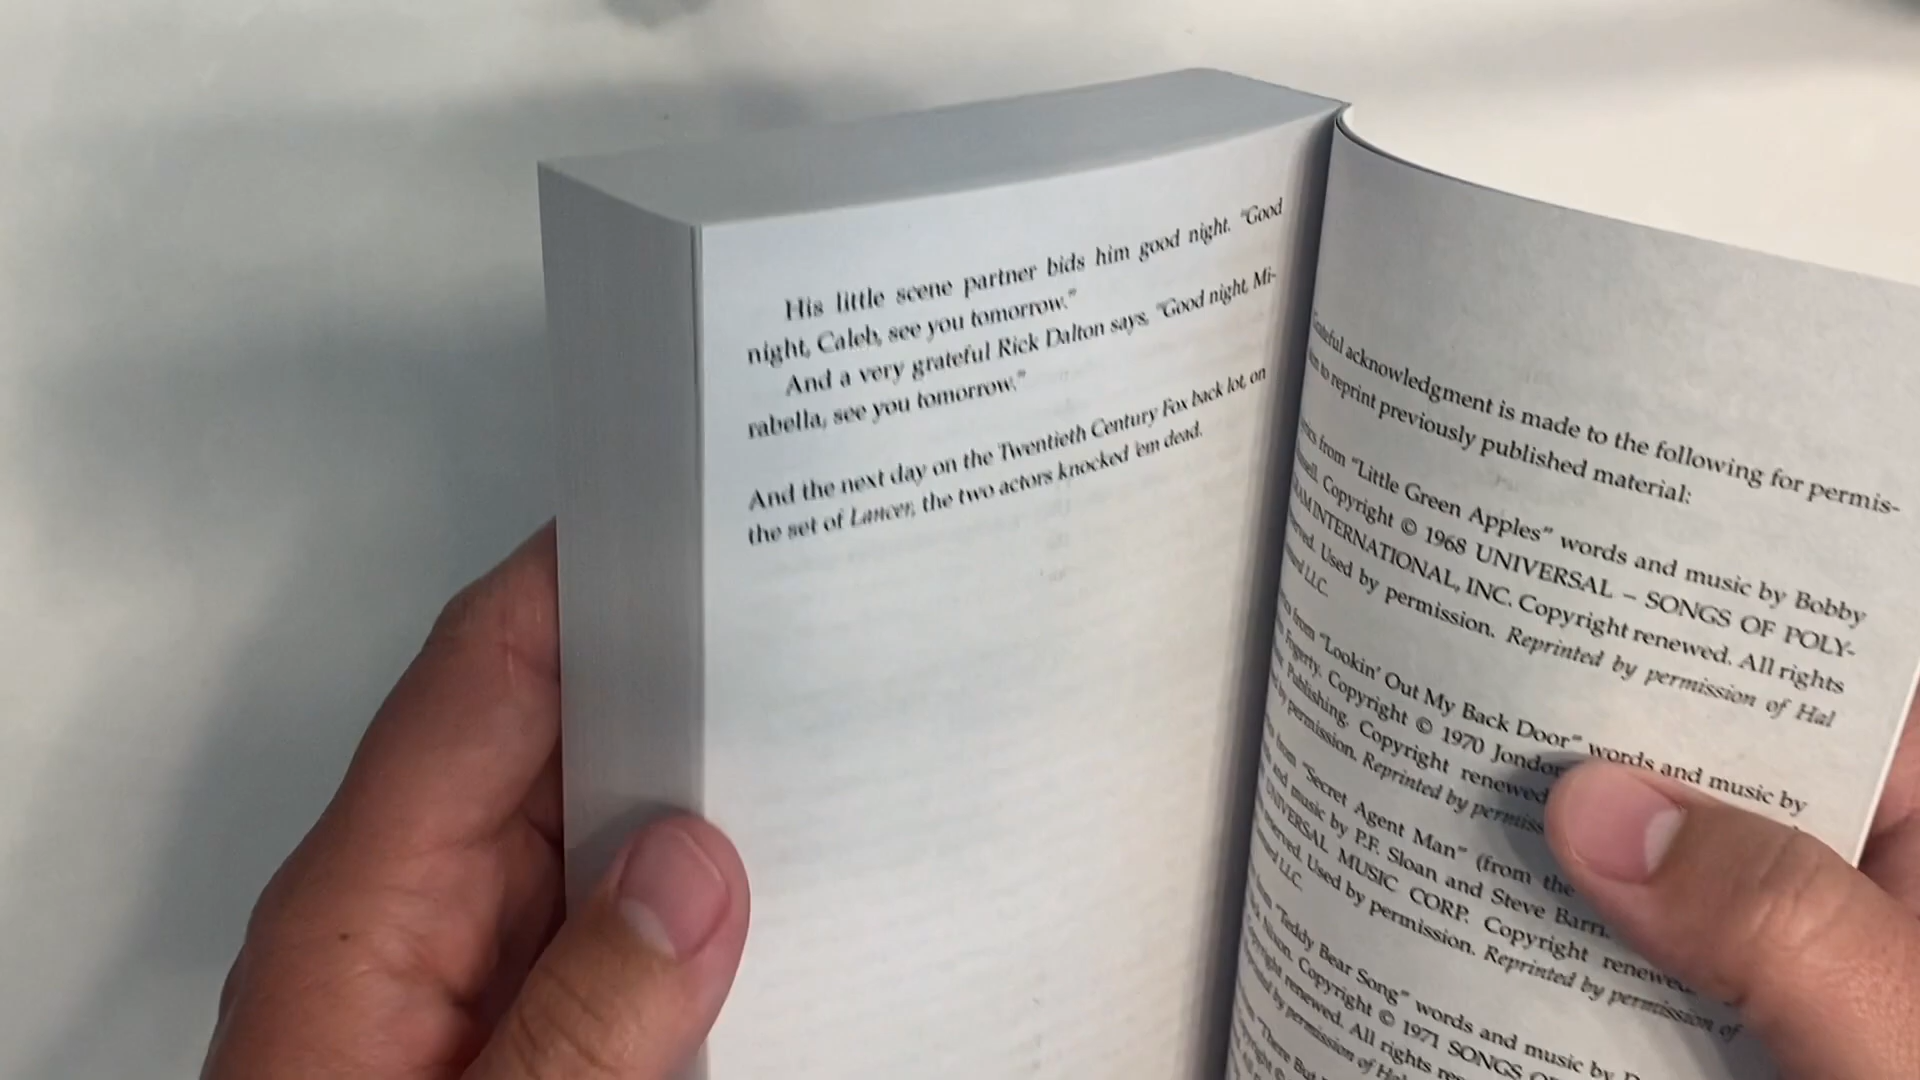 His little scene partner bids him good night. “Good
night, Caleb, see you tomorrow.”
And a very grateful Rick Dalton says, “Good night, Mi-
rabella, see you tomorrow.”
And the next day on the Twentieth Century Fox back lot, on
the set of Lancer, the two actors knocked ’em dead.
acknowledgment is made to the following for permis-
to reprint previously published material:
from “Little Green Apples” words and music by Bobby
Copyright © 1968 UNIVERSAL – SONGS OF POLY-
INTERNATIONAL, INC. Copyright renewed. All rights
Used by permission. Reprinted by permission of Hal
LLC.
from “Lookin’ Out My Back Door” words and music by
Fogerty. Copyright © 1970
Publishing. Copyright renewed
by permission. Reprinted by
from “Secret Agent Man” (from the
and music by P.F. Sloan and Steve
UNIVERSAL MUSIC CORP. Copyright
Used by permission. Reprinted by permission of
LLC.
“Teddy Bear Song” words and music by
Nixon. Copyright © 1971 SONGS
renewed. All rights
by permission of
“There But